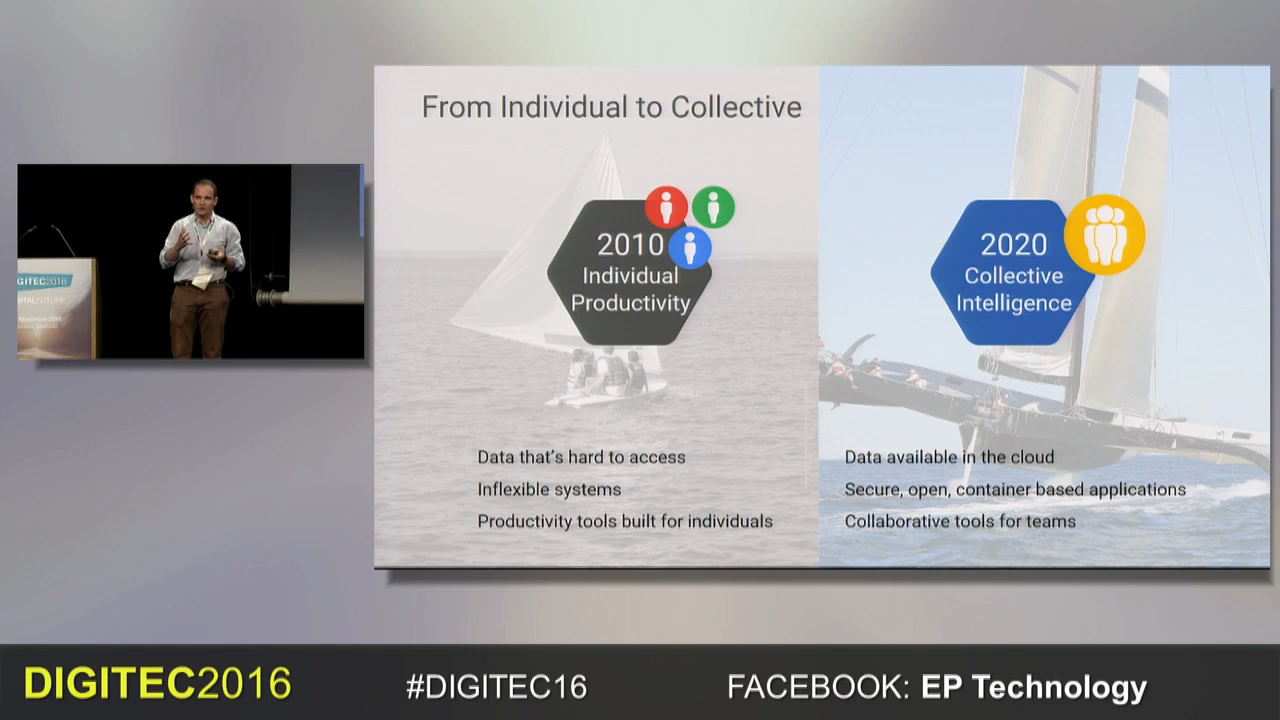 From Individual to Collective
2010
Individual
Productivity
2020
Collective
Intelligence
Data that's hard to access
Inflexible systems
Productivity tools built for individuals
Data available in the cloud
Secure, open, container based applications
Collaborative tools for teams
DIGITEC2016
#DIGITEC16
FACEBOOK: EP Technology